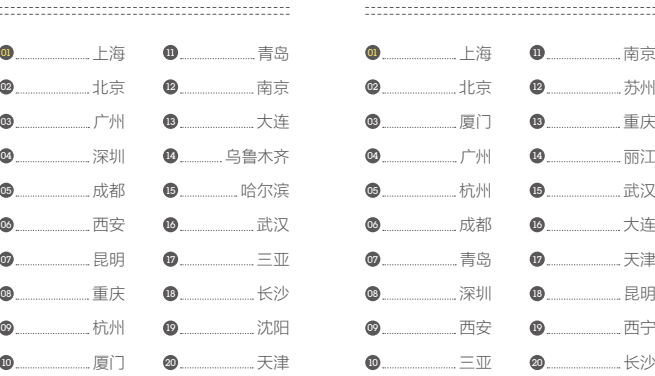 01 上海
02 北京
03 广州
04 深圳
05 成都
06 西安
07 昆明
08 重庆
09 杭州
10 厦门
11 青岛
12 南京
13 大连
14 乌鲁木齐
15 哈尔滨
16 武汉
17 三亚
18 长沙
19 沈阳
20 天津
01 上海
02 北京
03 厦门
04 广州
05 杭州
06 成都
07 青岛
08 深圳
09 西安
10 三亚
11 南京
12 苏州
13 重庆
14 丽江
15 武汉
16 大连
17 天津
18 昆明
19 西宁
20 长沙